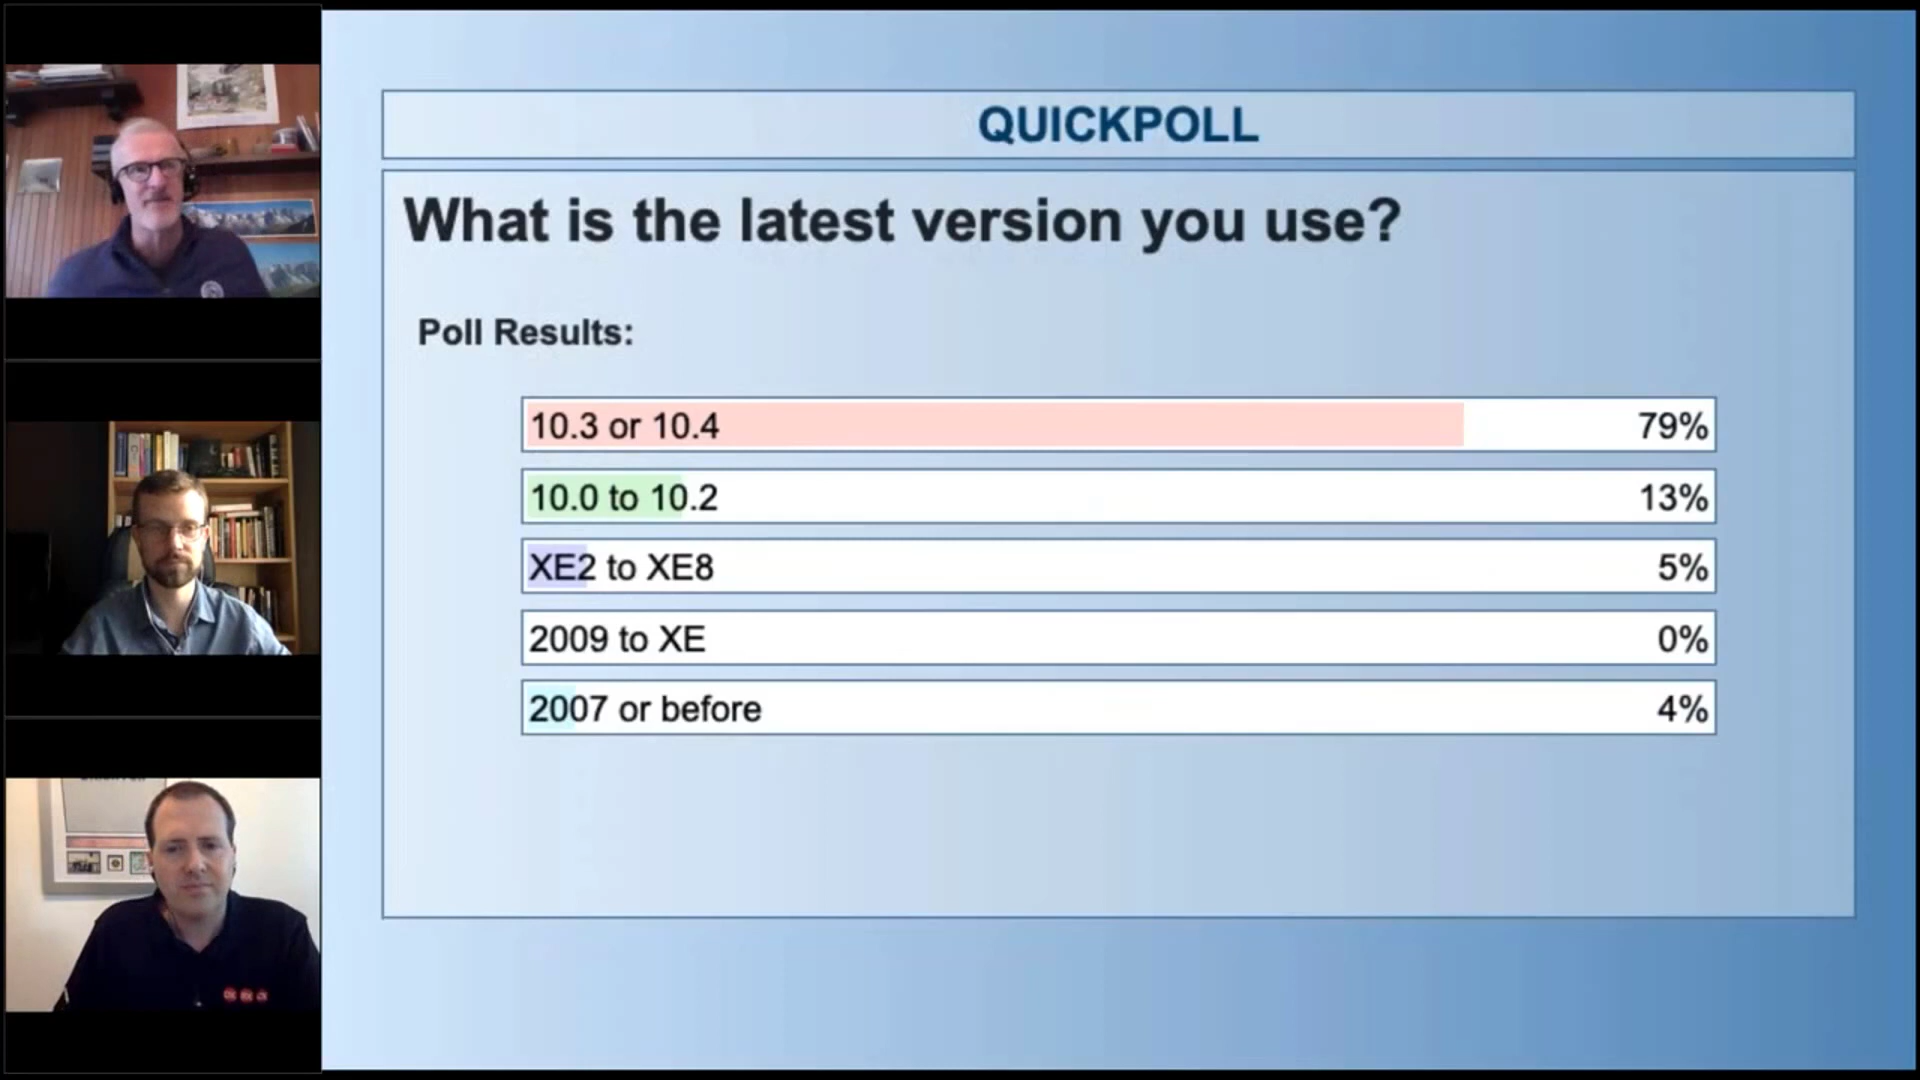 QUICKPOLL
What is the latest version you use?
Poll Results:
10.3 or 10.4 79%
10.0 to 10.2 13%
XE2 to XE8 5%
2009 to XE 0%
2007 or before 4%